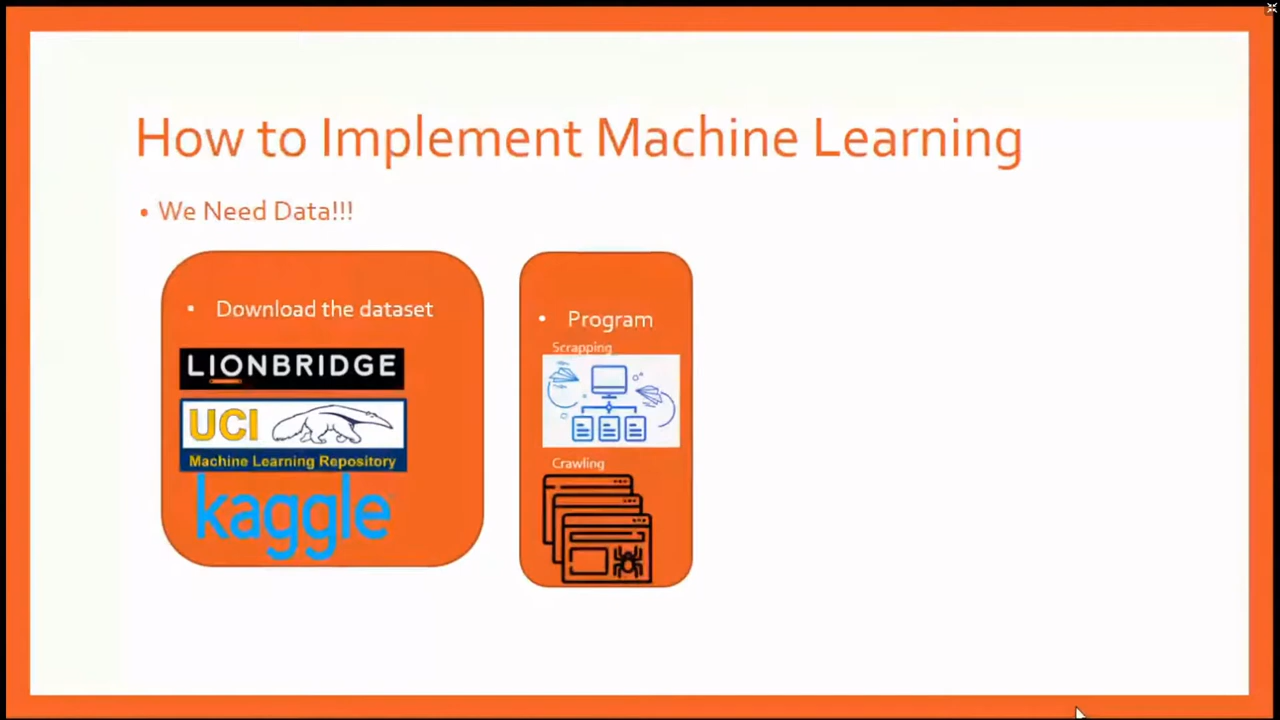 How to Implement Machine Learning
• We Need Data!!!
• Download the dataset
LIONBRIDGE
UCI
Machine Learning Repository
kaggle
• Program
Scrapping
Crawling